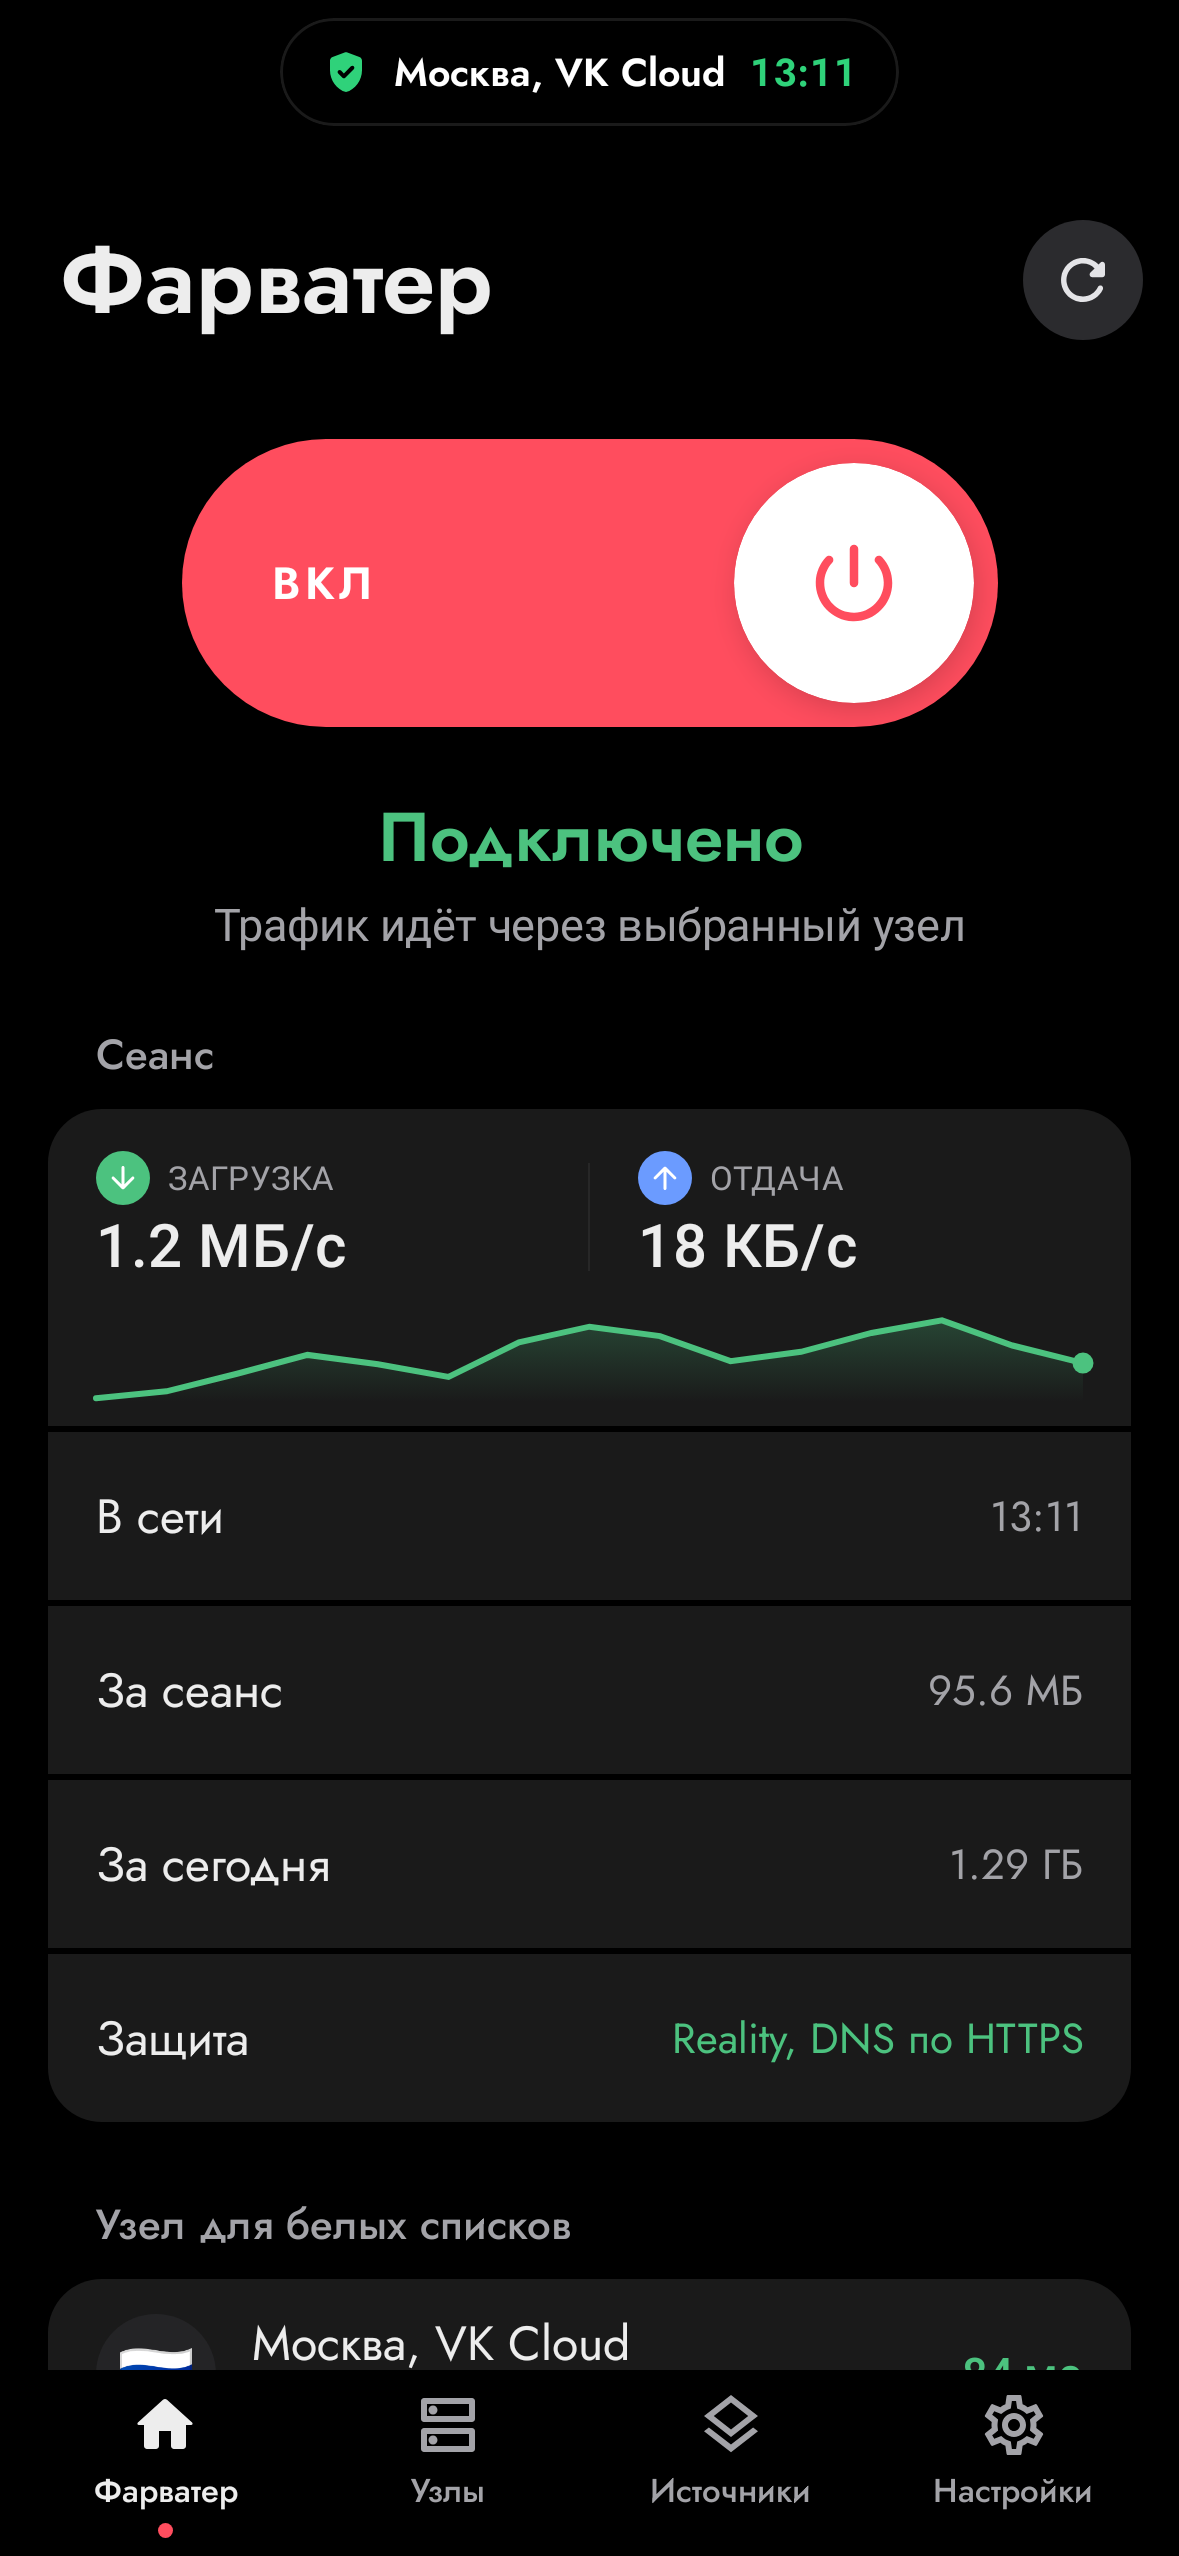 Москва, VK Cloud 13:11
Фарватер
ВКЛ
Подключено
Трафик идёт через выбранный узел
Сеанс
ЗАГРУЗКА ОТДАЧА
1.2 МБ/с 18 КБ/с
В сети 13:11
За сеанс 95.6 МБ
За сегодня 1.29 ГБ
Защита Reality, DNS по HTTPS
Узел для белых списков
Москва, VK Cloud
Фарватер Узлы Источники Настройки